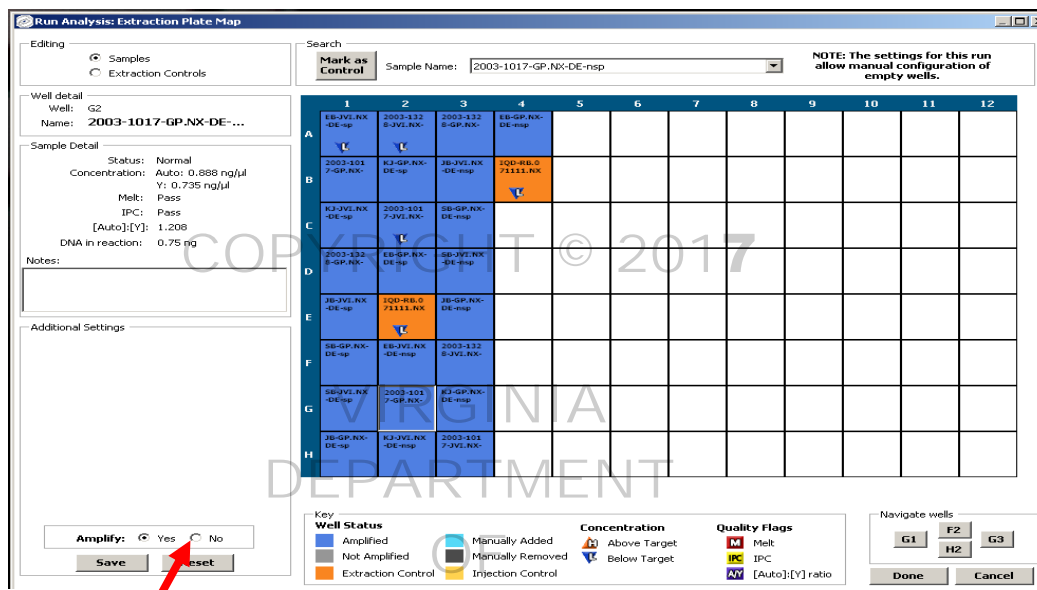 Run Analysis: Extraction Plate Map
Editing
Samples
Extraction Controls
Search
Mark as Control
Sample Name: 2003-1017-GP.NX-DE-nsp
NOTE: The settings for this run allow manual configuration of empty wells.
Well detail
Well: G2
Name: 2003-1017-GP.NX-DE-...
Sample Detail
Status: Normal
Concentration: Auto: 0.888 ng/µl
Y: 0.735 ng/µl
Melt: Pass
IPC: Pass
[Auto]:[Y]: 1.208
DNA in reaction: 0.75 ng
Notes:
Additional Settings
Amplify: Yes No
Save Reset
1 2 3 4 5 6 7 8 9 10 11 12
A
EB-JVI.NX-DE-sp
2003-1328-JVI.NX-
2003-1328-GP.NX-
EB-GP.NX-DE-nsp
B
2003-1017-GP.NX-
KJ-GP.NX-DE-sp
JB-JVI.NX-DE-nsp
IQD-RB.071111.NX
C
KJ-JVI.NX-DE-sp
2003-1017-JVI.NX-
SB-GP.NX-DE-nsp
D
2003-1328-GP.NX-
EB-GP.NX-DE-sp
SB-JVI.NX-DE-nsp
E
JB-JVI.NX-DE-sp
IQD-RB.071111.NX
JB-GP.NX-DE-nsp
F
SB-GP.NX-DE-sp
EB-JVI.NX-DE-nsp
2003-1328-JVI.NX-
G
SB-JVI.NX-DE-sp
2003-1017-GP.NX-
KJ-GP.NX-DE-nsp
H
JB-GP.NX-DE-sp
KJ-JVI.NX-DE-nsp
2003-1017-JVI.NX-
COPYRIGHT © 2017
VIRGINIA
DEPARTMENT
OF
Key
Well Status
Amplified
Not Amplified
Extraction Control
Manually Added
Manually Removed
Injection Control
Concentration
Above Target
Below Target
Quality Flags
M Melt
IPC IPC
A/Y [Auto]:[Y] ratio
Navigate wells
F2
G1 G3
H2
Done Cancel